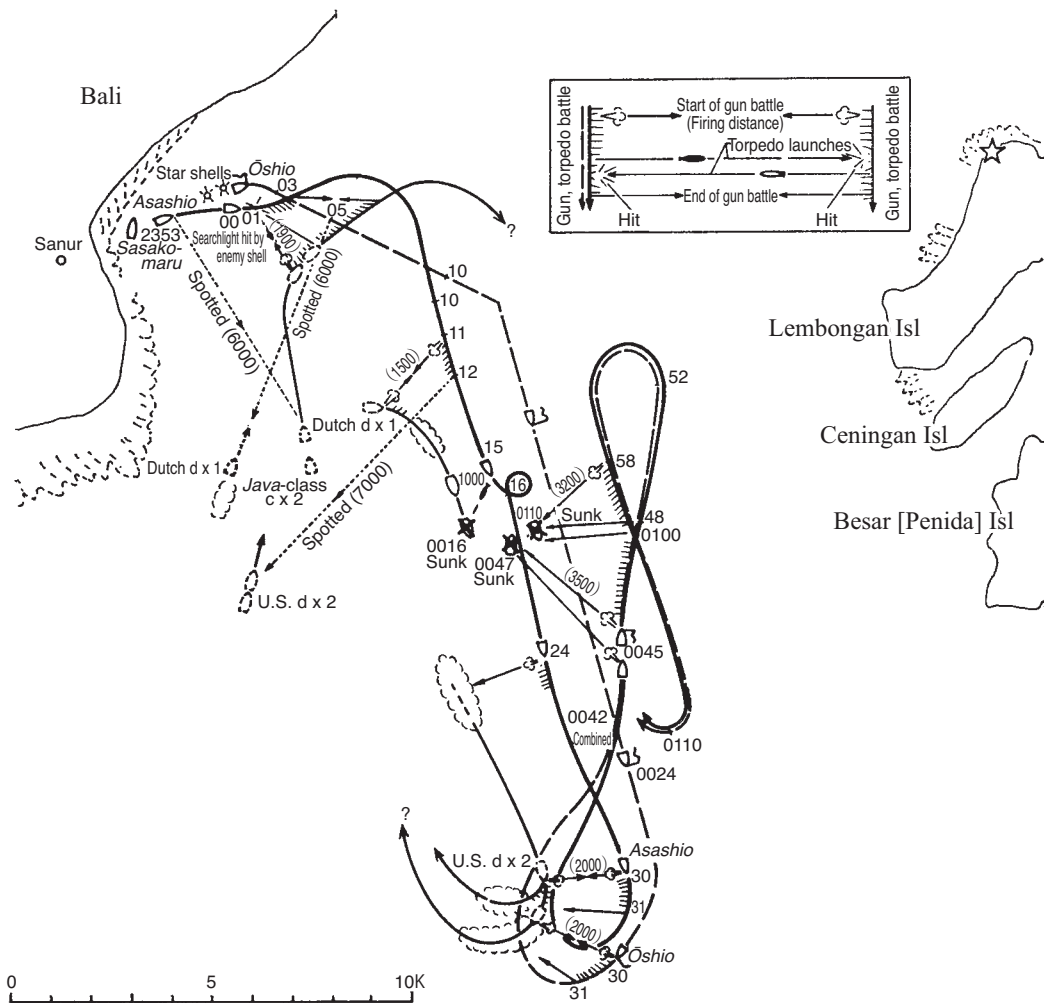 Bali
Star shells
Ōshio
03
Asashio
00
01
05
?
2353
Sasako-
maru
Searchlight hit by
enemy shell
(1900)
Sanur
Spotted (6000)
Spotted (6000)
10
10
11
12
(1500)
Dutch d x 1
Dutch d x 1
Java-class
c x 2
Spotted (7000)
15
1000
16
52
58
(3200)
0110
Sunk
48
0100
0016
Sunk
0047
Sunk
(3500)
U.S. d x 2
24
0045
0042
Combined
0110
0024
?
U.S. d x 2
(2000)
Asashio
30
31
(2000)
Ōshio
30
31
0 5 10K
Gun, torpedo battle
Start of gun battle
(Firing distance)
Torpedo launches
End of gun battle
Hit
Hit
Gun, torpedo battle
Lembongan Isl
Ceningan Isl
Besar [Penida] Isl